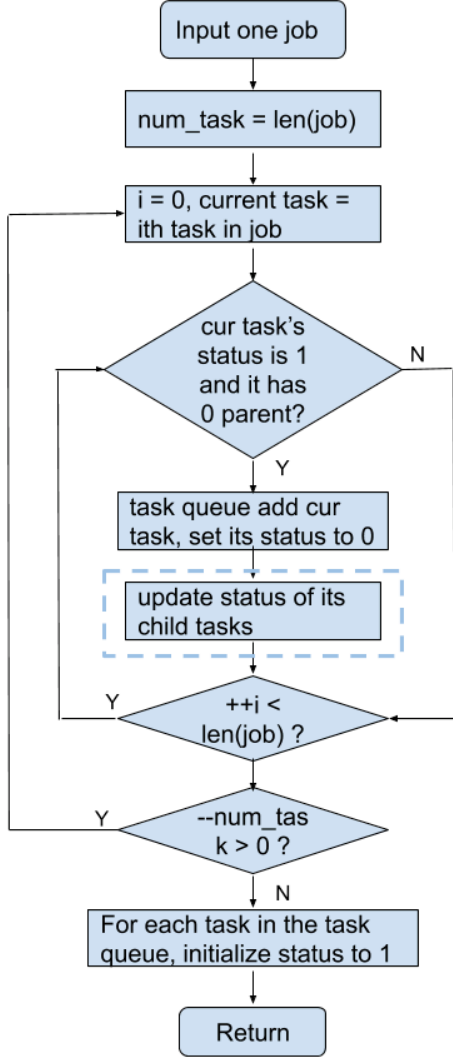 Input one job
num_task = len(job)
i = 0, current task =
ith task in job
cur task's
status is 1
and it has
0 parent?
N
Y
task queue add cur
task, set its status to 0
update status of its
child tasks
Y
++i <
len(job) ?
Y
--num_tas
k > 0 ?
N
For each task in the task
queue, initialize status to 1
Return